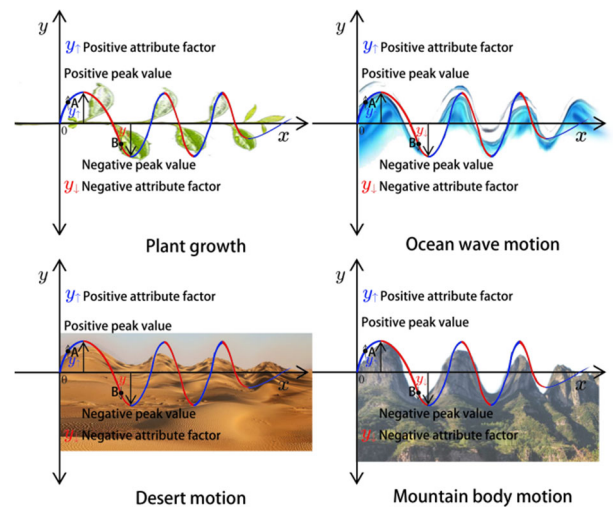 y
y↑ Positive attribute factor
Positive peak value
A
y↑
0
x
y↓
B
Negative peak value
y↓ Negative attribute factor
Plant growth
y
y↑ Positive attribute factor
Positive peak value
A
y↑
0
x
y↓
B
Negative peak value
y↓ Negative attribute factor
Ocean wave motion
y
y↑ Positive attribute factor
Positive peak value
A
y↑
0
x
B
Negative peak value
y↓ Negative attribute factor
Desert motion
y
y↑ Positive attribute factor
Positive peak value
A
y↑
0
x
y↓
B
Negative peak value
y↓ Negative attribute factor
Mountain body motion